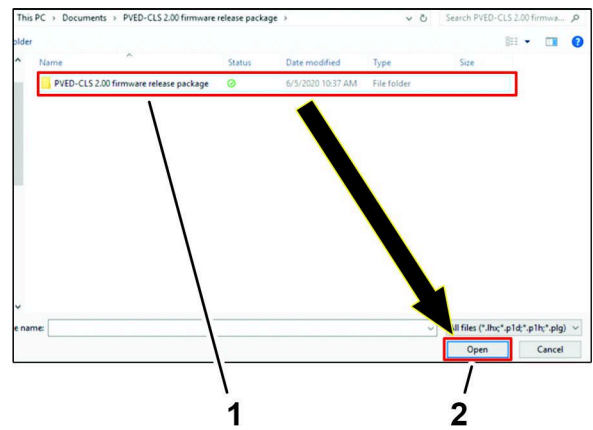 This PC > Documents > PVED-CLS 2.00 firmware release package >
Search PVED-CLS 2.00 firmwa...
older
Name Status Date modified Type Size
PVED-CLS 2.00 firmware release package 6/5/2020 10:37 AM File folder
e name:
All files (*.lhx;*.p1d;*.p1h;*.plg)
Open Cancel
1 2